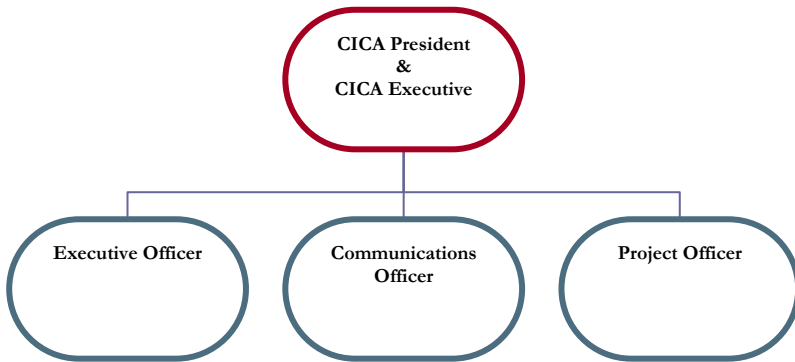 CICA President
&
CICA Executive
Executive Officer
Communications
Officer
Project Officer